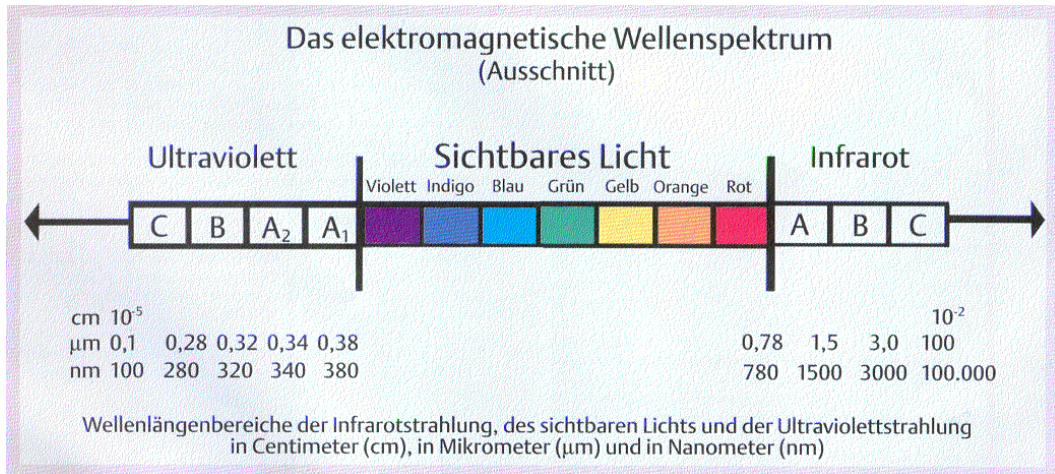 Das elektromagnetische Wellenspektrum
(Ausschnitt)
Ultraviolett Sichtbares Licht Infrarot
Violett Indigo Blau Grün Gelb Orange Rot
C B A₂ A₁ A B C
cm 10⁻⁵ 10⁻²
µm 0,1 0,28 0,32 0,34 0,38 0,78 1,5 3,0 100
nm 100 280 320 340 380 780 1500 3000 100.000
Wellenlängenbereiche der Infrarotstrahlung, des sichtbaren Lichts und der Ultraviolettstrahlung
in Centimeter (cm), in Mikrometer (µm) und in Nanometer (nm)